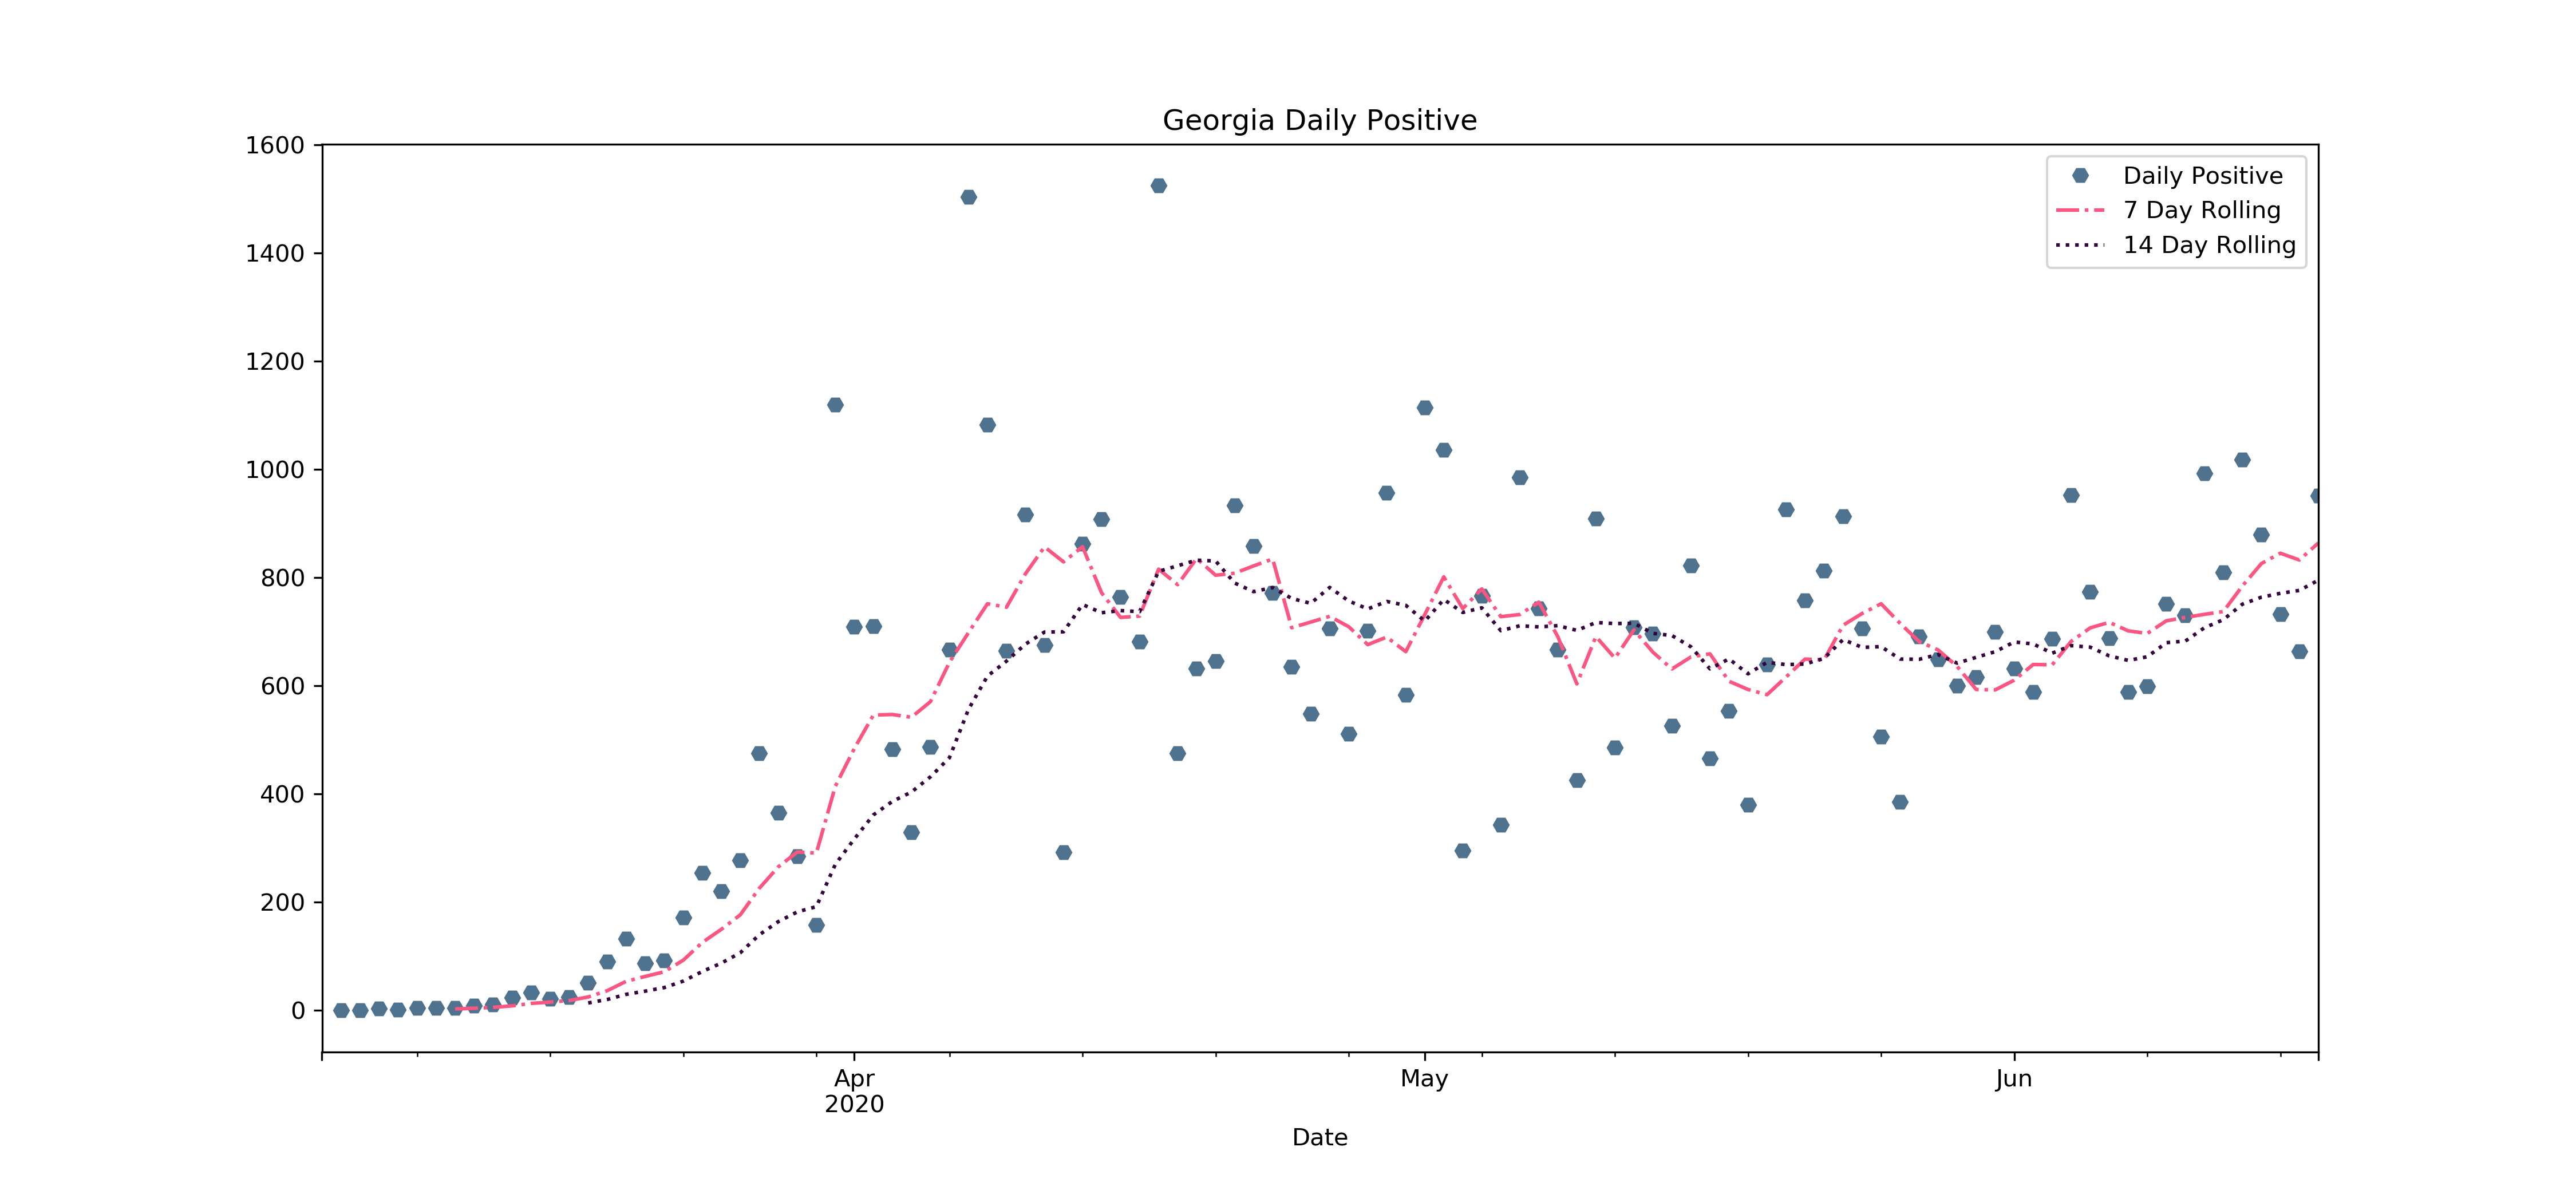 Georgia Daily Positive
1600
1400
1200
1000
800
600
400
200
0
Daily Positive
7 Day Rolling
14 Day Rolling
Apr
2020
May
Jun
Date